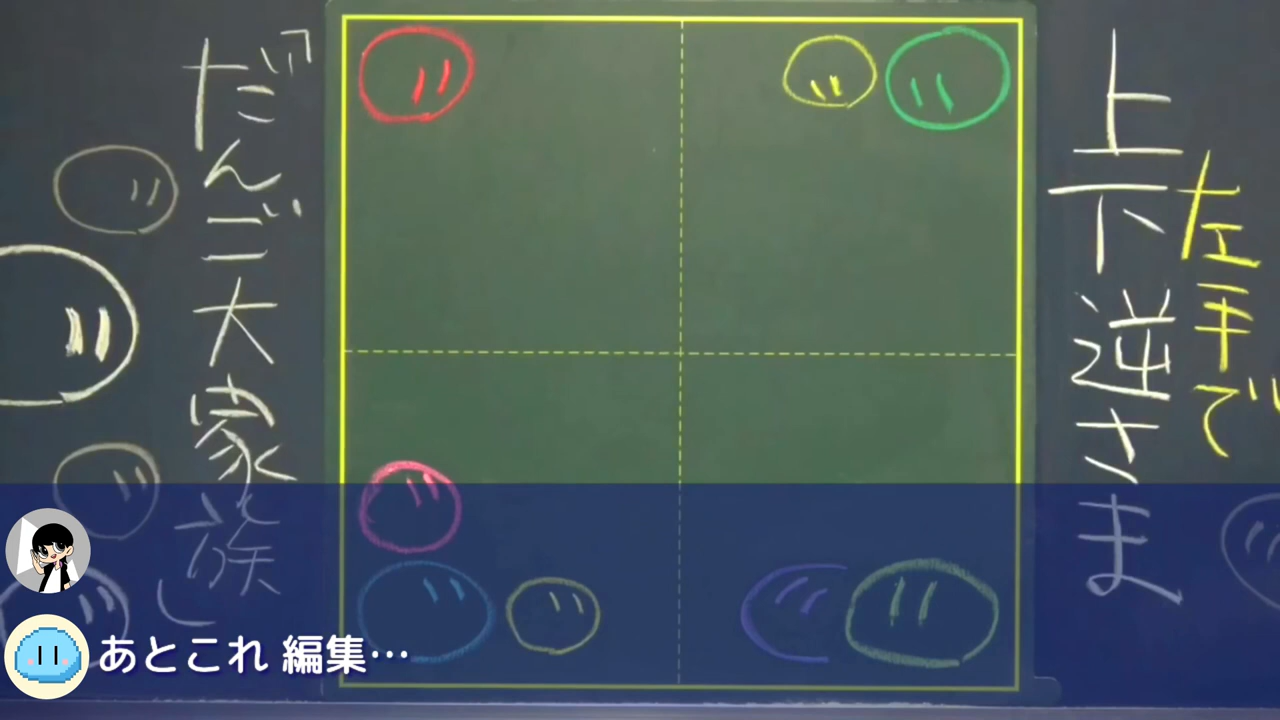 左手で
上下逆さま
「だんご大家族」
あとこれ 編集…